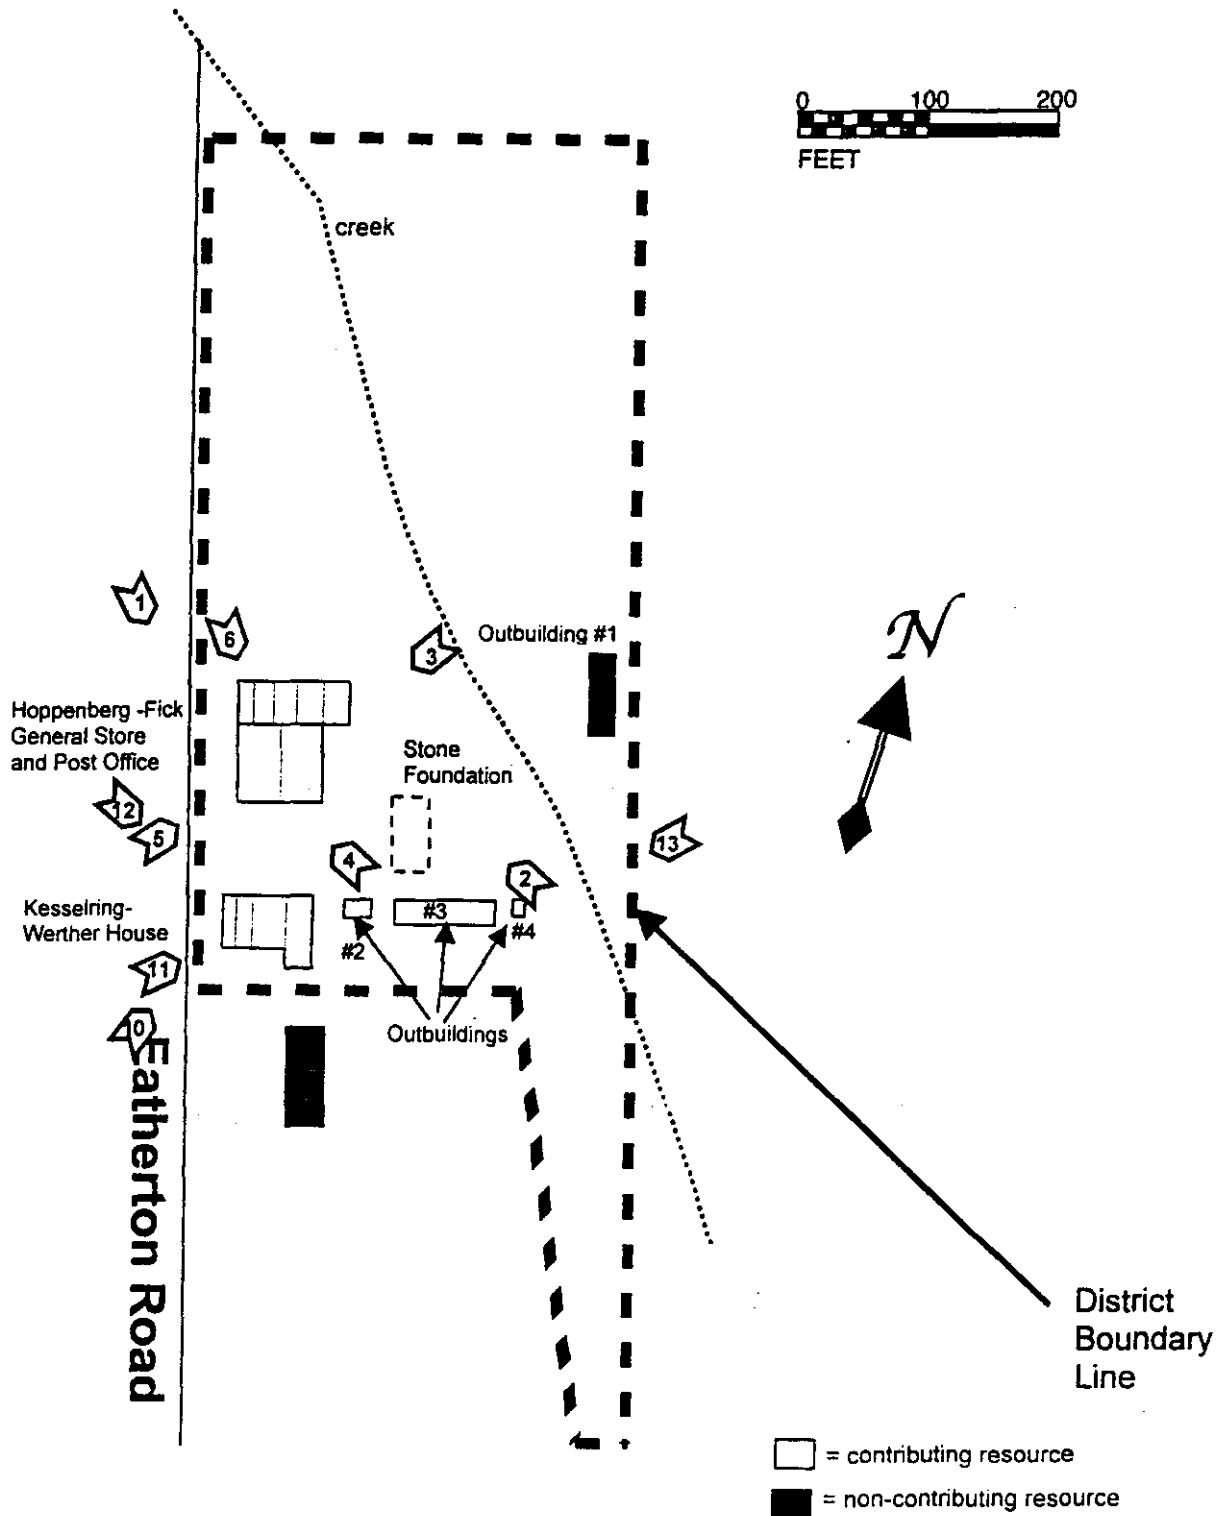 0 100 200
FEET
creek
N
1
6
3
Outbuilding #1
Hoppenberg -Fick
General Store
and Post Office
Stone
Foundation
12
5
13
4
2
Kesselring-
Werther House
#2
#3
#4
11
Outbuildings
0
Eatherton Road
District
Boundary
Line
= contributing resource
= non-contributing resource